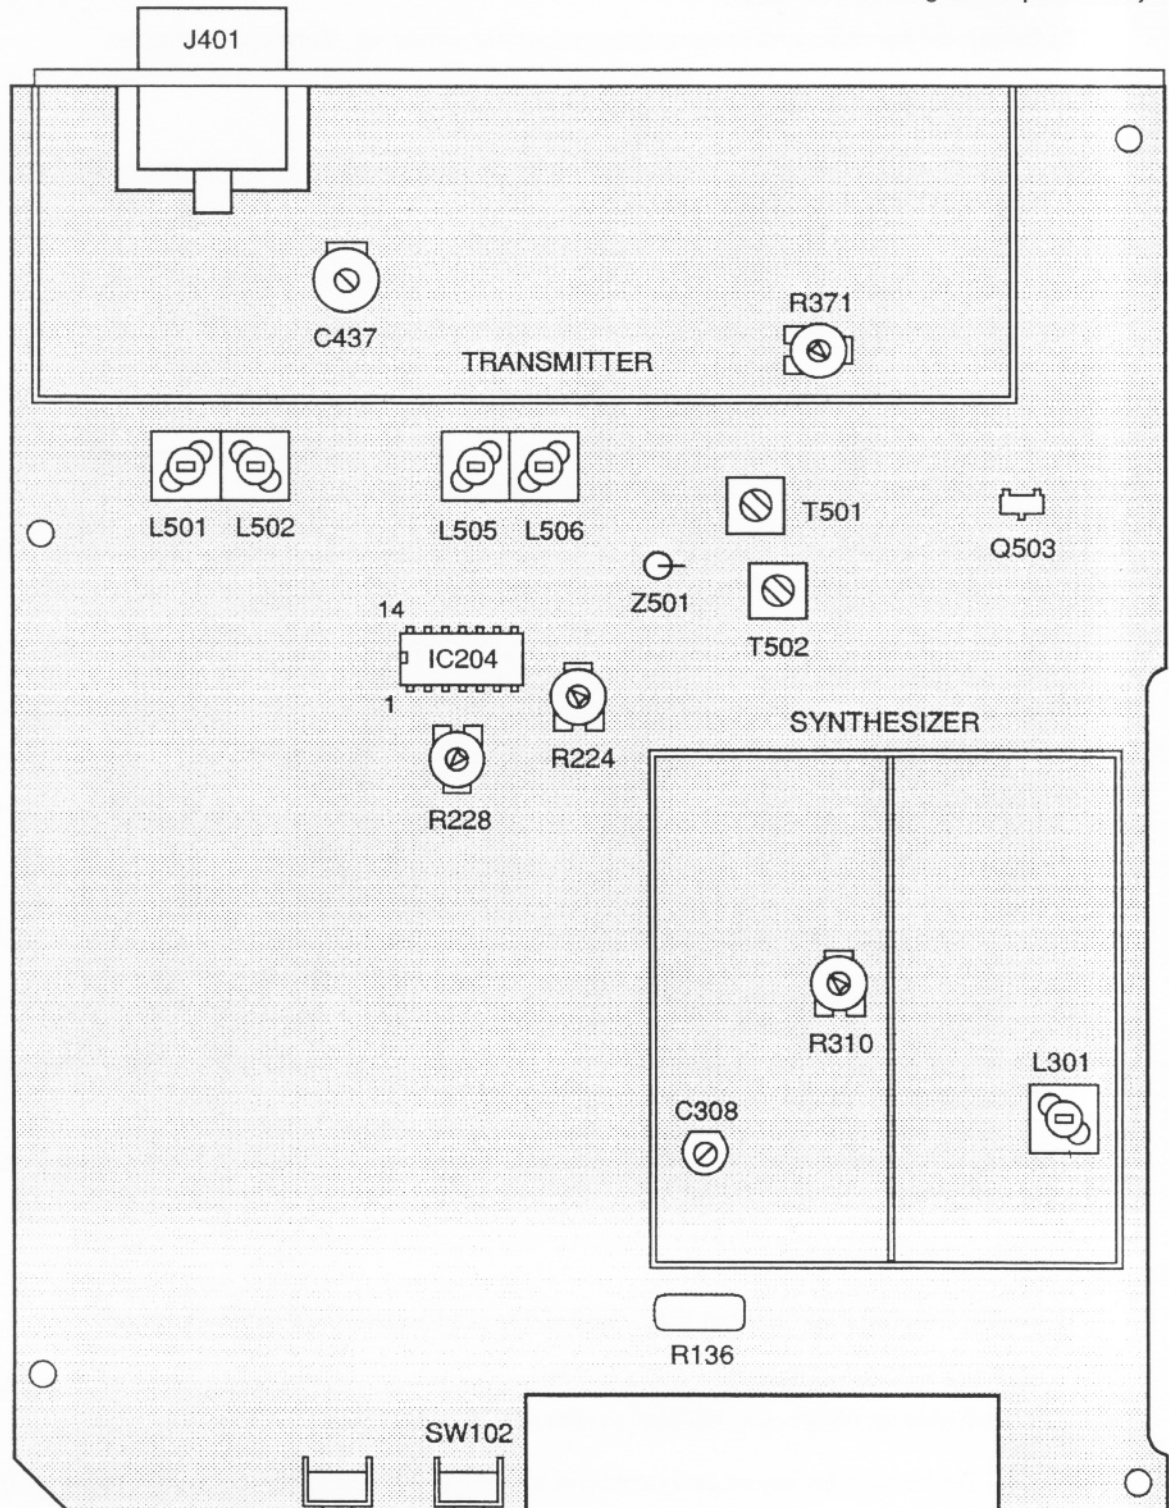 J401
C437
R371
TRANSMITTER
L501 L502
L505 L506
T501
Q503
Z501
T502
14
IC204
1
R224
R228
SYNTHESIZER
R310
L301
C308
R136
SW102